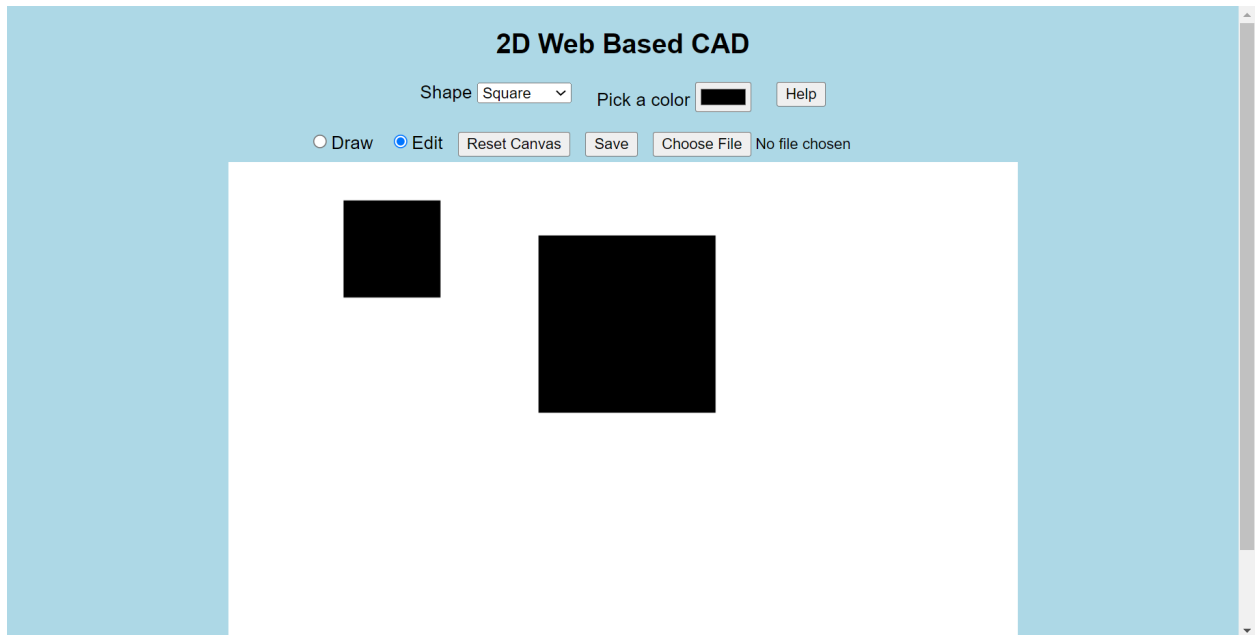 2D Web Based CAD
Shape Square Pick a color Help
Draw Edit Reset Canvas Save Choose File No file chosen